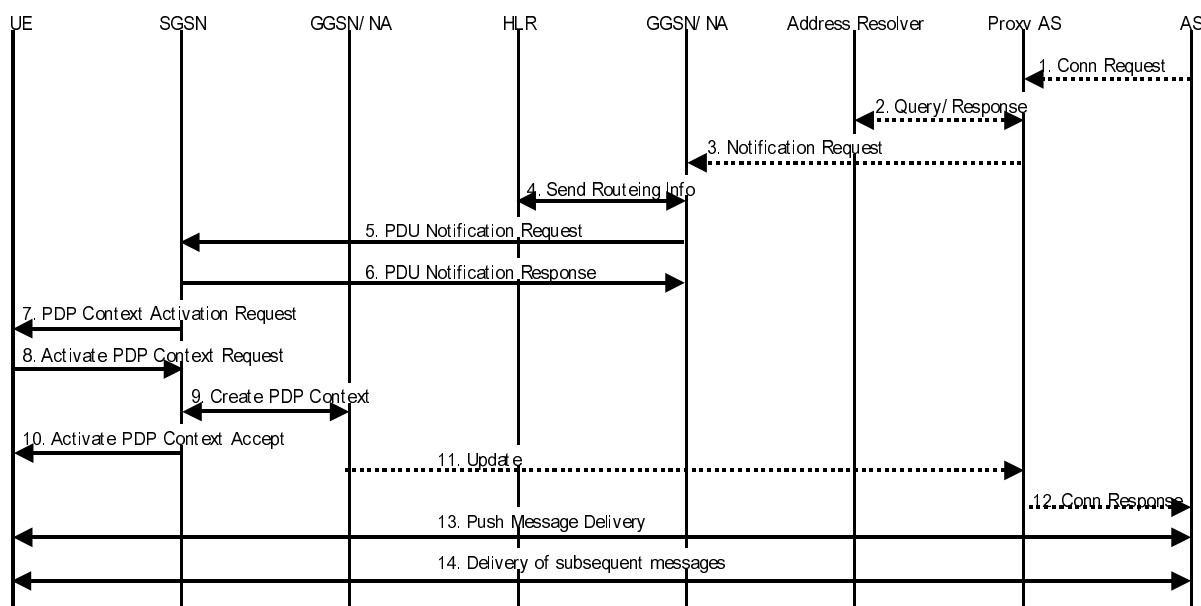 UE SGSN GGSN/ NA HLR GGSN/ NA Address Resolver Proxy AS AS
1. Conn Request
2. Query/ Response
3. Notification Request
4. Send Routeing Info
5. PDU Notification Request
6. PDU Notification Response
7. PDP Context Activation Request
8. Activate PDP Context Request
9. Create PDP Context
10. Activate PDP Context Accept
11. Update
12. Conn Response
13. Push Message Delivery
14. Delivery of subsequent messages